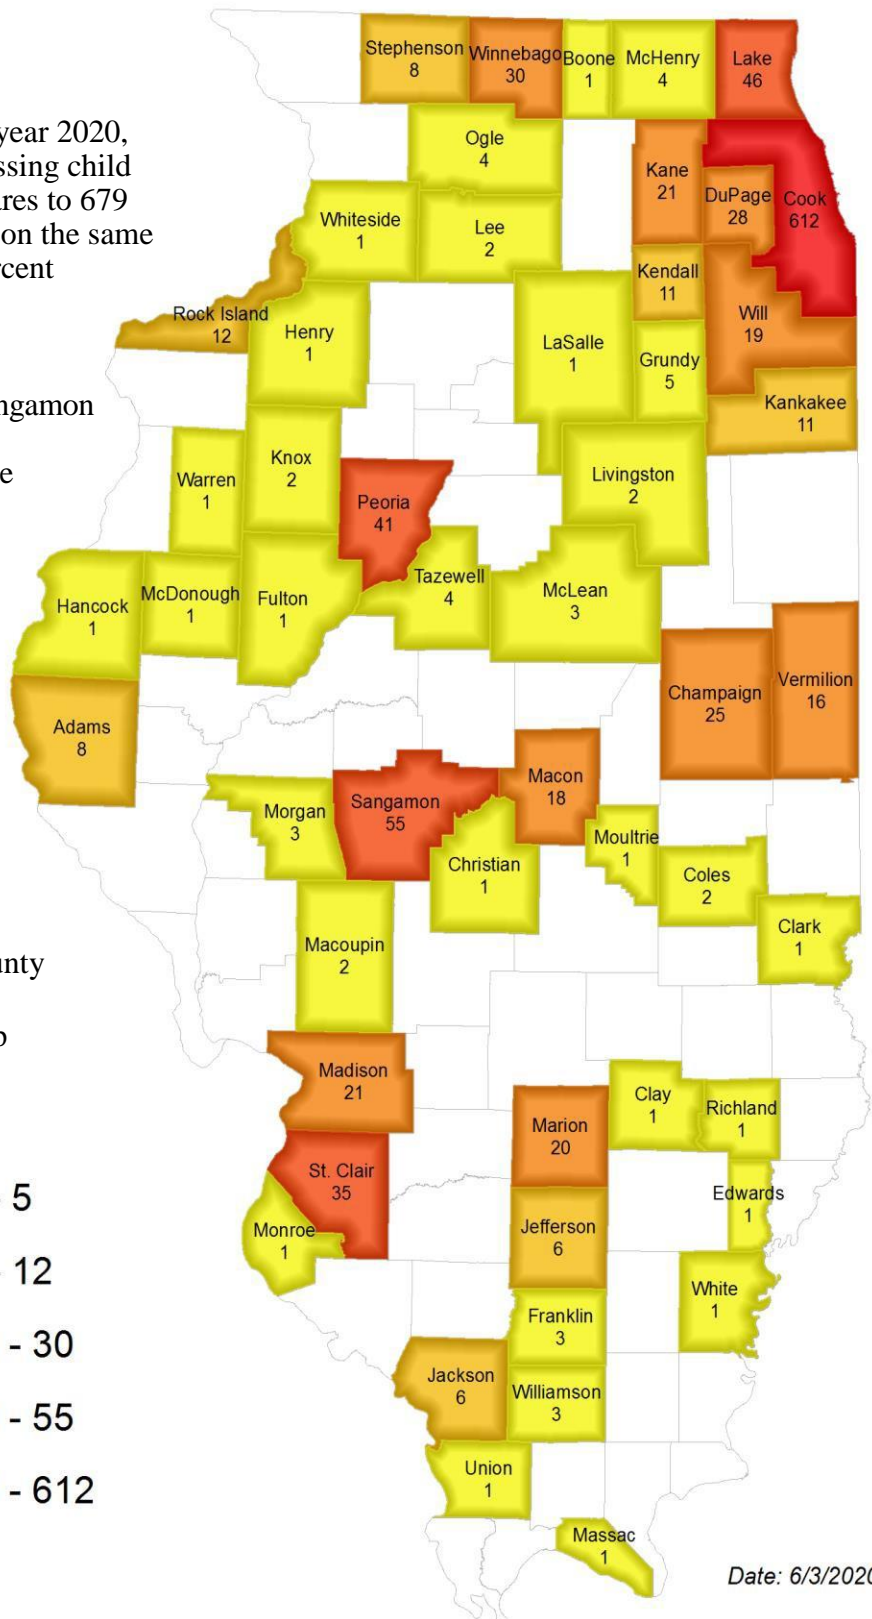 year 2020,
ssing child
ares to 679
on the same
rcent
ngamon
e
unty
p
- 5
- 12
- 30
- 55
- 612
Stephenson
8
Winnebago
30
Boone
1
McHenry
4
Lake
46
Ogle
4
Kane
21
DuPage
28
Cook
612
Whiteside
1
Lee
2
Kendall
11
Rock Island
12
Henry
1
LaSalle
1
Grundy
5
Will
19
Kankakee
11
Warren
1
Knox
2
Peoria
41
Livingston
2
Hancock
1
McDonough
1
Fulton
1
Tazewell
4
McLean
3
Adams
8
Champaign
25
Vermilion
16
Morgan
3
Sangamon
55
Macon
18
Christian
1
Moultrie
1
Coles
2
Clark
1
Macoupin
2
Madison
21
Clay
1
Richland
1
Marion
20
St. Clair
35
Edwards
1
Monroe
1
Jefferson
6
White
1
Franklin
3
Jackson
6
Williamson
3
Union
1
Massac
1
Date: 6/3/2020